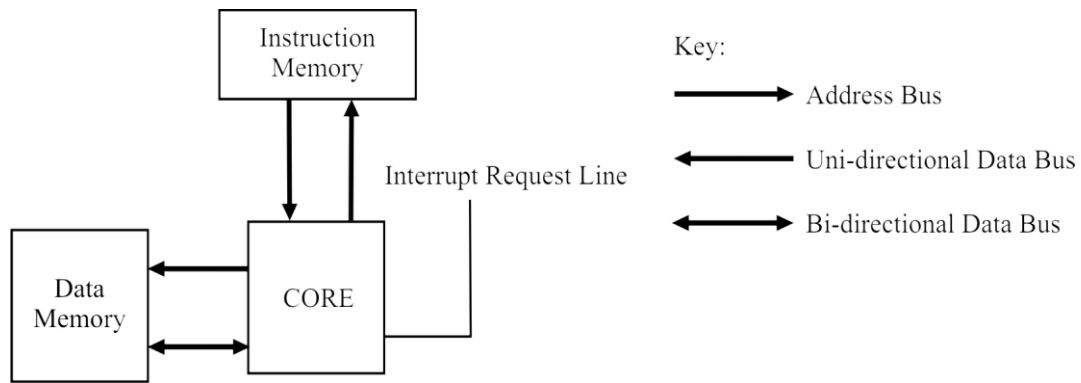 Instruction
Memory
Key:
Address Bus
Uni-directional Data Bus
Interrupt Request Line
Bi-directional Data Bus
Data
Memory
CORE